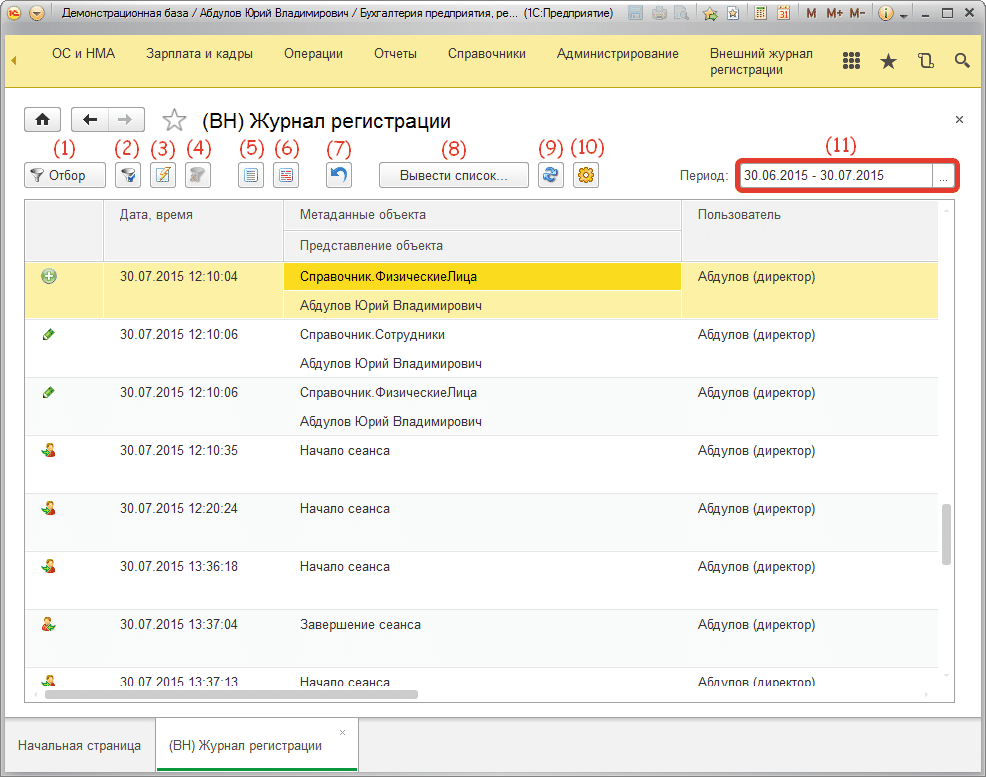 Демонстрационная база / Абдулов Юрий Владимирович / Бухгалтерия предприятия, ре... (1С:Предприятие)
31
M M+ M-
ОС и НМА Зарплата и кадры Операции Отчеты Справочники Администрирование Внешний журнал
регистрации
(ВН) Журнал регистрации
(1) (2) (3) (4) (5) (6) (7) (8) (9) (10) (11)
Отбор Вывести список... Период: 30.06.2015 - 30.07.2015 ...
Дата, время Метаданные объекта Пользователь
Представление объекта
30.07.2015 12:10:04 Справочник.ФизическиеЛица Абдулов (директор)
Абдулов Юрий Владимирович
30.07.2015 12:10:06 Справочник.Сотрудники Абдулов (директор)
Абдулов Юрий Владимирович
30.07.2015 12:10:06 Справочник.ФизическиеЛица Абдулов (директор)
Абдулов Юрий Владимирович
30.07.2015 12:10:35 Начало сеанса Абдулов (директор)
30.07.2015 12:20:24 Начало сеанса Абдулов (директор)
30.07.2015 13:36:18 Начало сеанса Абдулов (директор)
30.07.2015 13:37:04 Завершение сеанса Абдулов (директор)
30.07.2015 13:37:13 Начало сеанса Абдулов (директор)
Начальная страница (ВН) Журнал регистрации